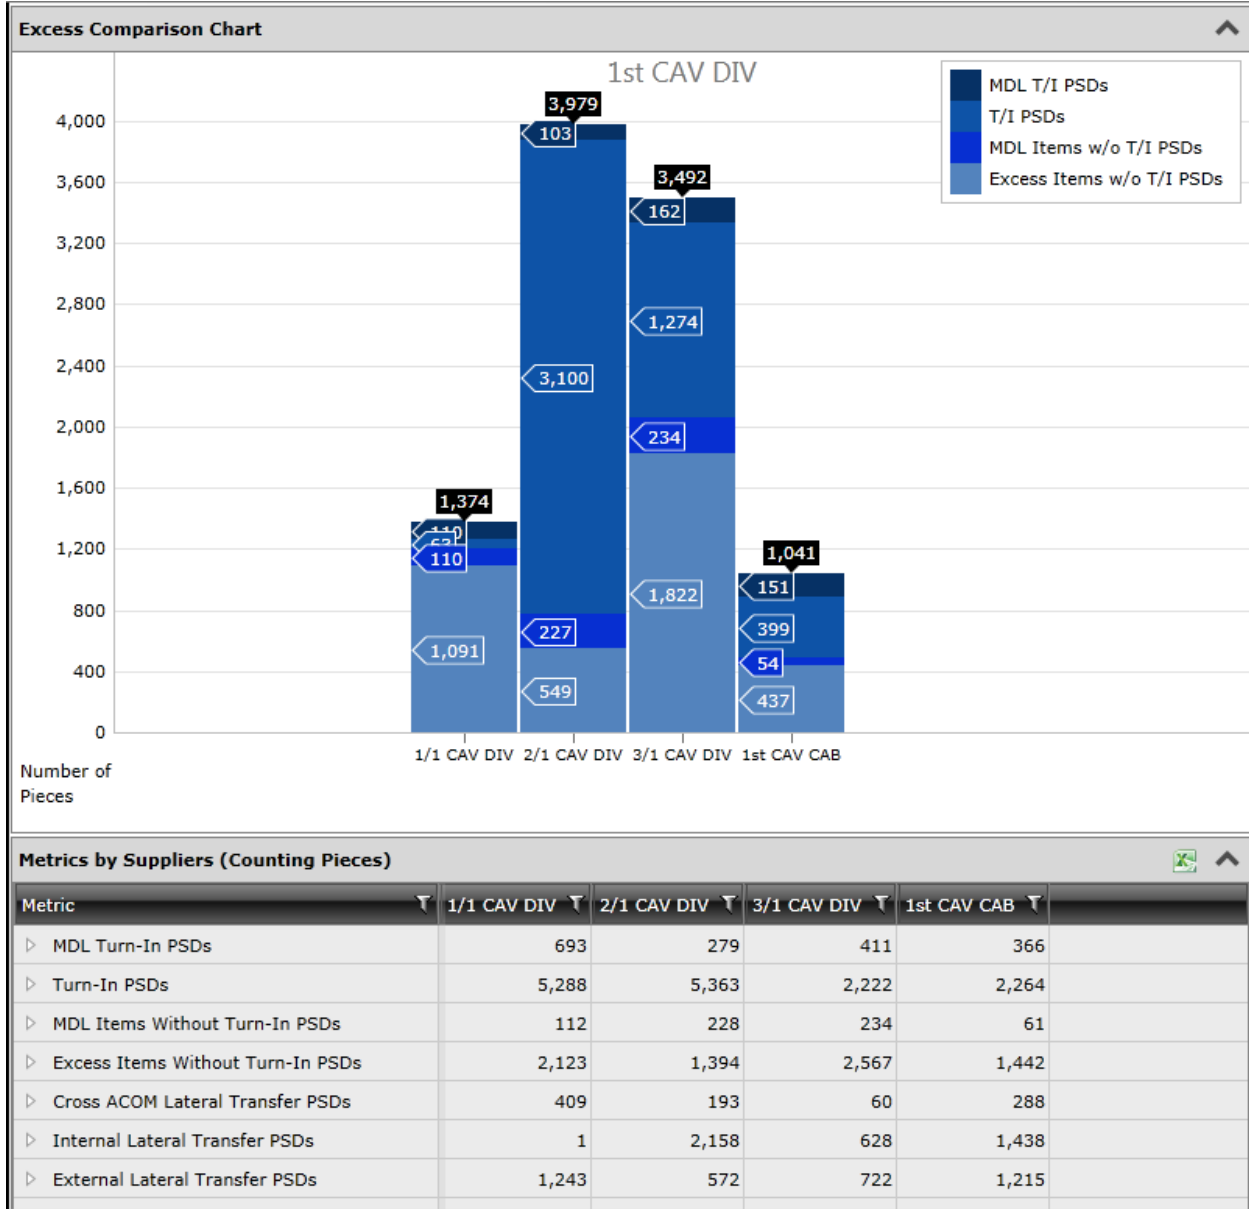 Excess Comparison Chart
1st CAV DIV
MDL T/I PSDs
T/I PSDs
MDL Items w/o T/I PSDs
Excess Items w/o T/I PSDs
4,000
3,600
3,200
2,800
2,400
2,000
1,600
1,200
800
400
0
1,374
110
63
110
1,091
3,979
103
3,100
227
549
3,492
162
1,274
234
1,822
1,041
151
399
54
437
1/1 CAV DIV 2/1 CAV DIV 3/1 CAV DIV 1st CAV CAB
Number of
Pieces
Metrics by Suppliers (Counting Pieces)
Metric 1/1 CAV DIV 2/1 CAV DIV 3/1 CAV DIV 1st CAV CAB
MDL Turn-In PSDs 693 279 411 366
Turn-In PSDs 5,288 5,363 2,222 2,264
MDL Items Without Turn-In PSDs 112 228 234 61
Excess Items Without Turn-In PSDs 2,123 1,394 2,567 1,442
Cross ACOM Lateral Transfer PSDs 409 193 60 288
Internal Lateral Transfer PSDs 1 2,158 628 1,438
External Lateral Transfer PSDs 1,243 572 722 1,215